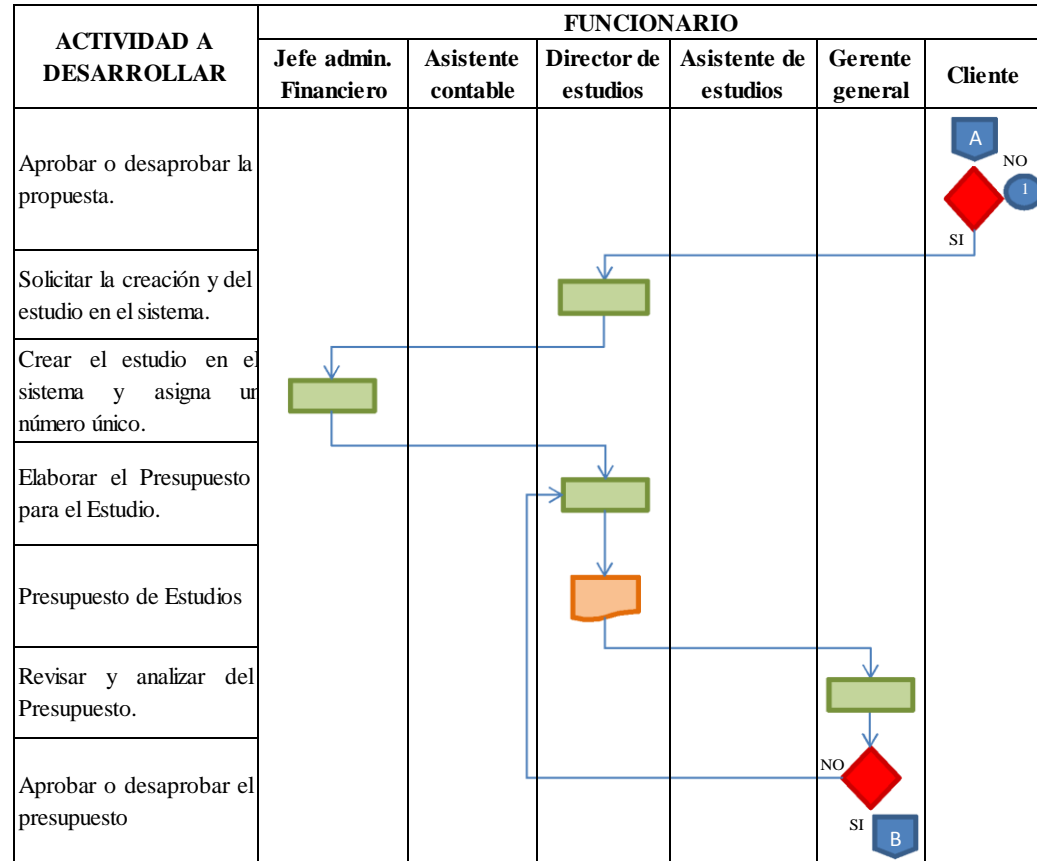 ACTIVIDAD A
DESARROLLAR
FUNCIONARIO
Jefe admin.
Financiero
Asistente
contable
Director de
estudios
Asistente de
estudios
Gerente
general
Cliente
Aprobar o desaprobar la
propuesta.
A
NO
1
SI
Solicitar la creación y del
estudio en el sistema.
Crear el estudio en el
sistema y asigna un
número único.
Elaborar el Presupuesto
para el Estudio.
Presupuesto de Estudios
Revisar y analizar del
Presupuesto.
Aprobar o desaprobar el
presupuesto
NO
SI
B